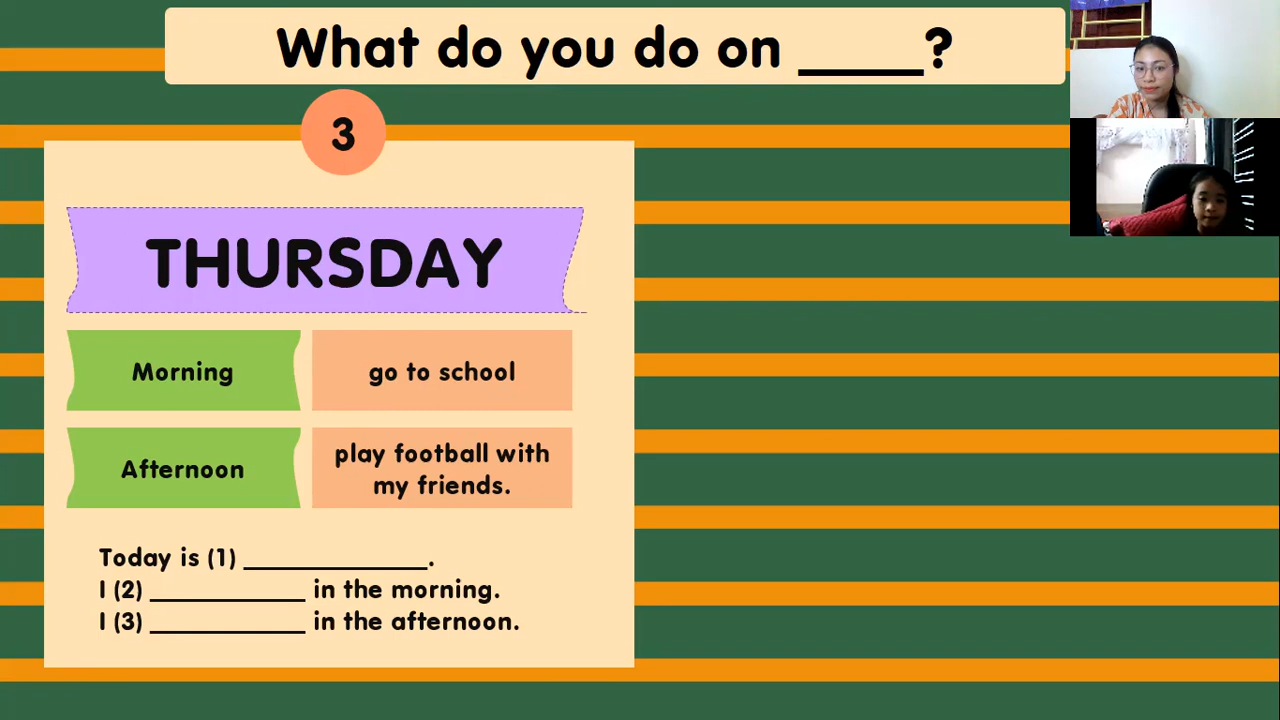 What do you do on ____?
3
THURSDAY
Morning
go to school
Afternoon
play football with
my friends.
Today is (1) ______________.
I (2) ____________ in the morning.
I (3) ____________ in the afternoon.